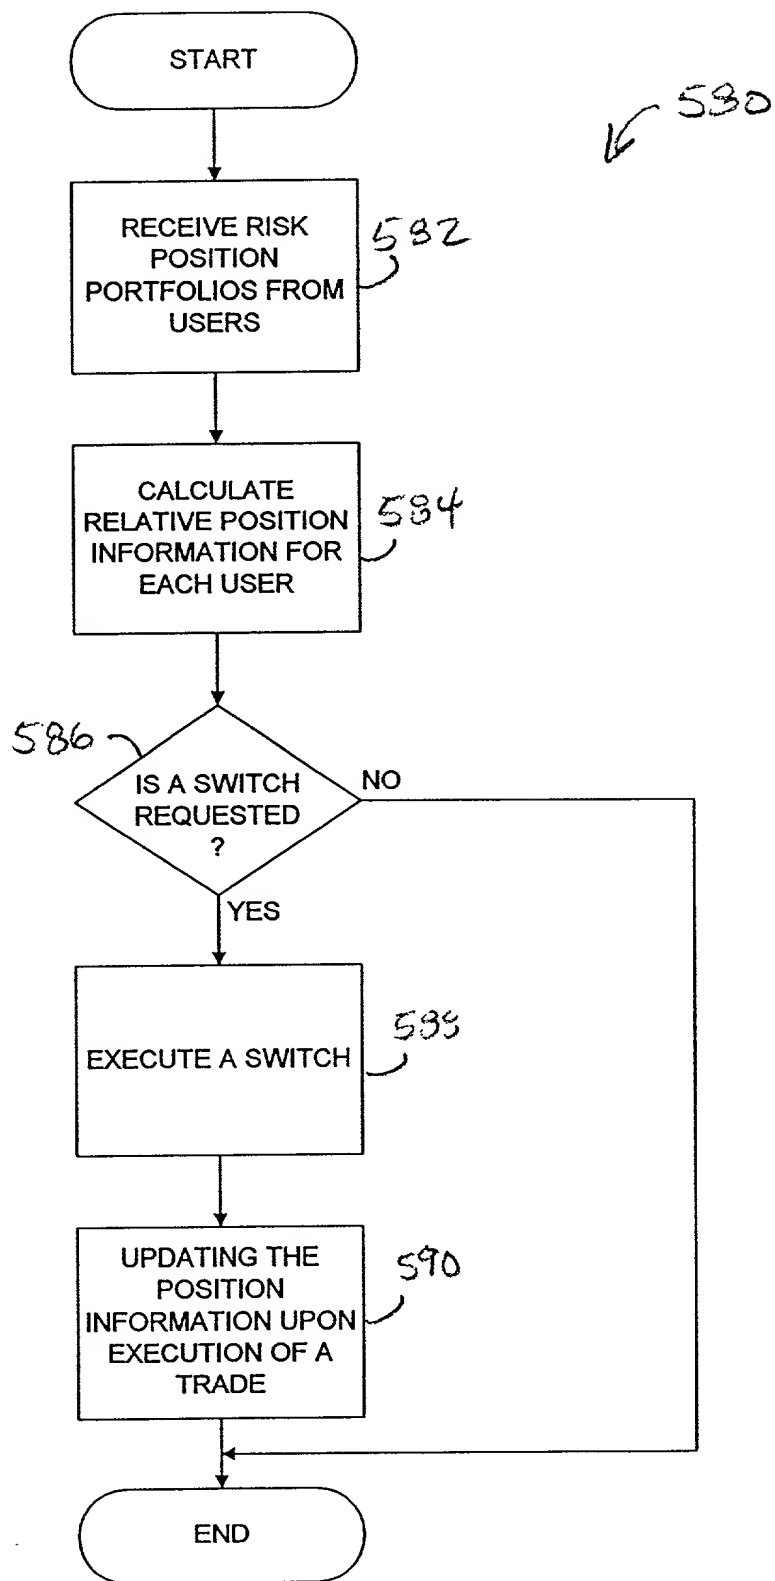 START
580
RECEIVE RISK
POSITION
PORTFOLIOS FROM
USERS
582
CALCULATE
RELATIVE POSITION
INFORMATION FOR
EACH USER
584
586
IS A SWITCH
REQUESTED
?
NO
YES
EXECUTE A SWITCH
588
UPDATING THE
POSITION
INFORMATION UPON
EXECUTION OF A
TRADE
590
END